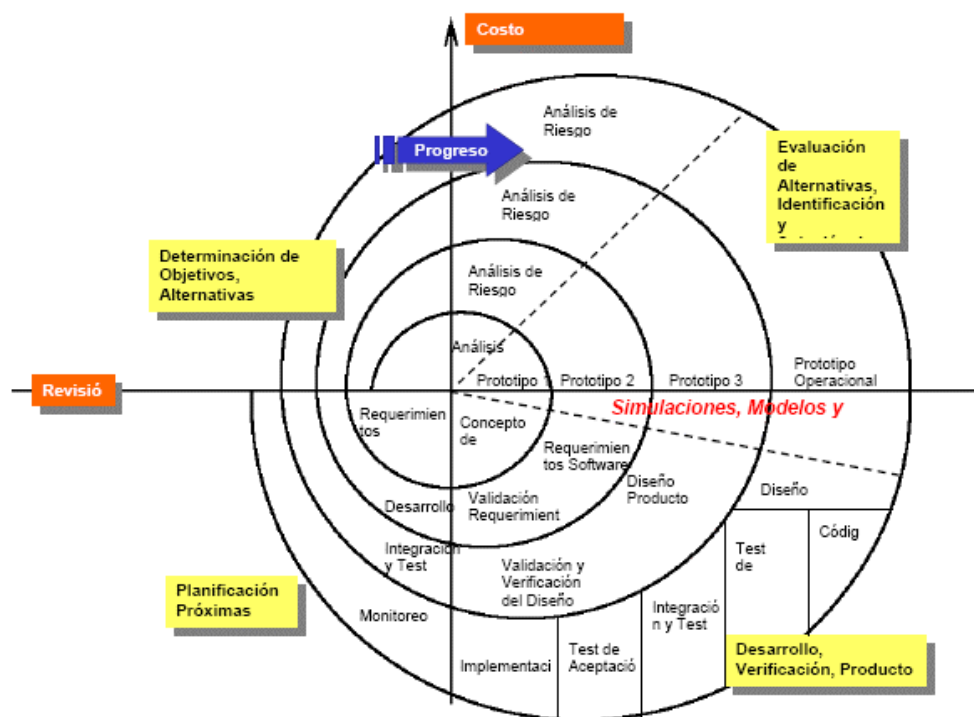 Costo
Análisis de
Riesgo
Progreso
Evaluación
de
Alternativas,
Identificación
y
Análisis de
Riesgo
Determinación de
Objetivos,
Alternativas
Análisis de
Riesgo
Análisis
Prototipo 1
Prototipo 2
Prototipo 3
Prototipo
Operacional
Revisió
Simulaciones, Modelos y
Requerimien
tos
Concepto
de
Requerimien
tos Software
Diseño
Producto
Diseño
Desarrollo
Validación
Requerimient
Códig
Test
de
Integración
y Test
Validación y
Verificación
del Diseño
Planificación
Próximas
Monitoreo
Integració
n y Test
Implementaci
Test de
Aceptació
Desarrollo,
Verificación, Producto